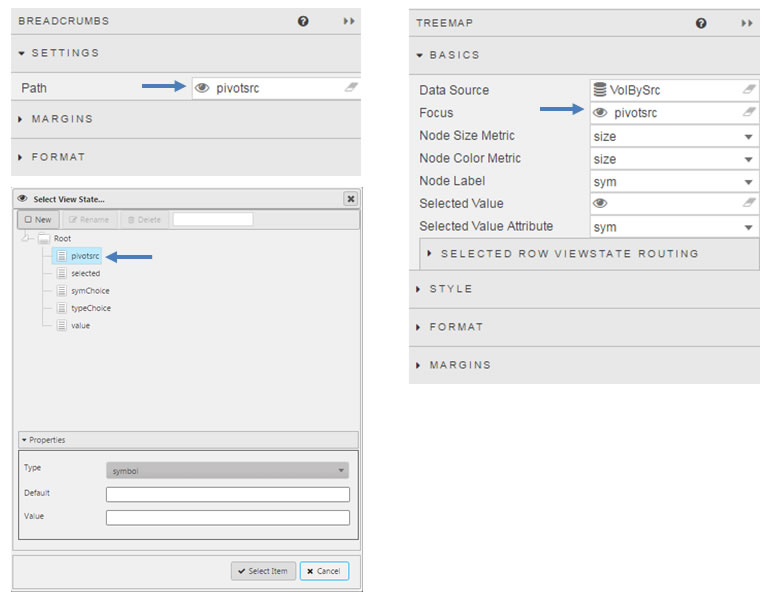 BREADCRUMBS
SETTINGS
Path pivotsrc
MARGINS
FORMAT
Select View State...
New Rename Delete
Root
pivotsrc
selected
symChoice
typeChoice
value
Properties
Type symbol
Default
Value
Select Item Cancel
TREEMAP
BASICS
Data Source VolBySrc
Focus pivotsrc
Node Size Metric size
Node Color Metric size
Node Label sym
Selected Value
Selected Value Attribute sym
SELECTED ROW VIEWSTATE ROUTING
STYLE
FORMAT
MARGINS